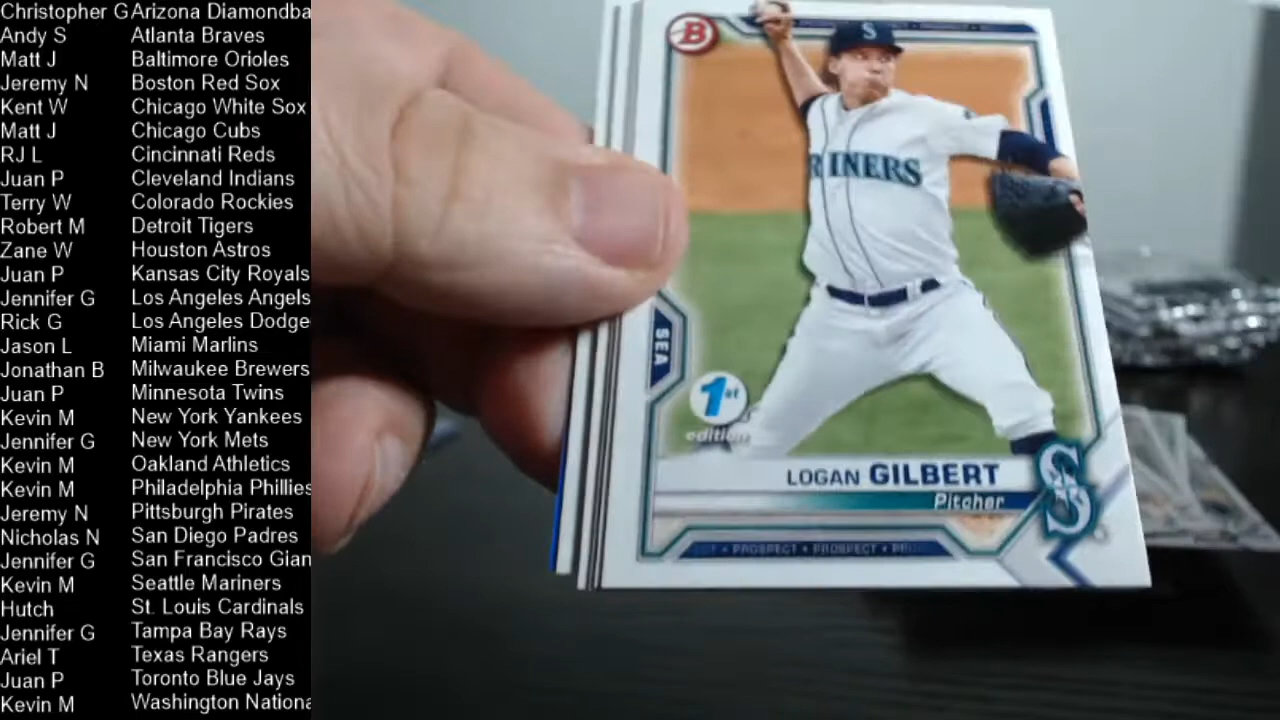 Christopher G Arizona Diamondba
Andy S Atlanta Braves
Matt J Baltimore Orioles
Jeremy N Boston Red Sox
Kent W Chicago White Sox
Matt J Chicago Cubs
RJ L Cincinnati Reds
Juan P Cleveland Indians
Terry W Colorado Rockies
Robert M Detroit Tigers
Zane W Houston Astros
Juan P Kansas City Royals
Jennifer G Los Angeles Angels
Rick G Los Angeles Dodge
Jason L Miami Marlins
Jonathan B Milwaukee Brewers
Juan P Minnesota Twins
Kevin M New York Yankees
Jennifer G New York Mets
Kevin M Oakland Athletics
Kevin M Philadelphia Phillies
Jeremy N Pittsburgh Pirates
Nicholas N San Diego Padres
Jennifer G San Francisco Gian
Kevin M Seattle Mariners
Hutch St. Louis Cardinals
Jennifer G Tampa Bay Rays
Ariel T Texas Rangers
Juan P Toronto Blue Jays
Kevin M Washington Nationa
B
S
RINERS
SEA
1st
edition
LOGAN GILBERT
Pitcher
S
• PROSPECT • PROSPECT •